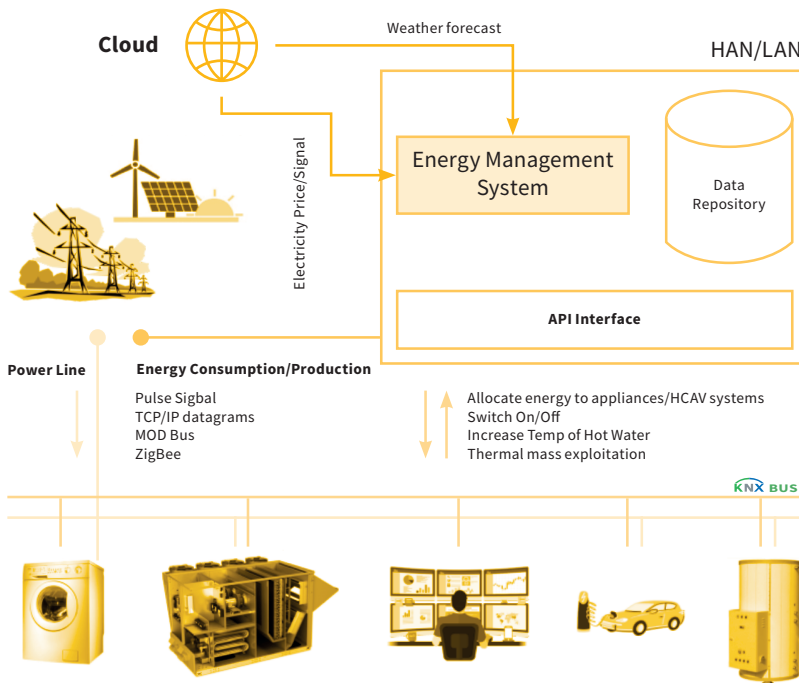 Cloud
Weather forecast
HAN/LAN
Electricity Price/Signal
Energy Management
System
Data
Repository
API Interface
Power Line
Energy Consumption/Production
Pulse Sigbal
TCP/IP datagrams
MOD Bus
ZigBee
Allocate energy to appliances/HCAV systems
Switch On/Off
Increase Temp of Hot Water
Thermal mass exploitation
KNX BUS